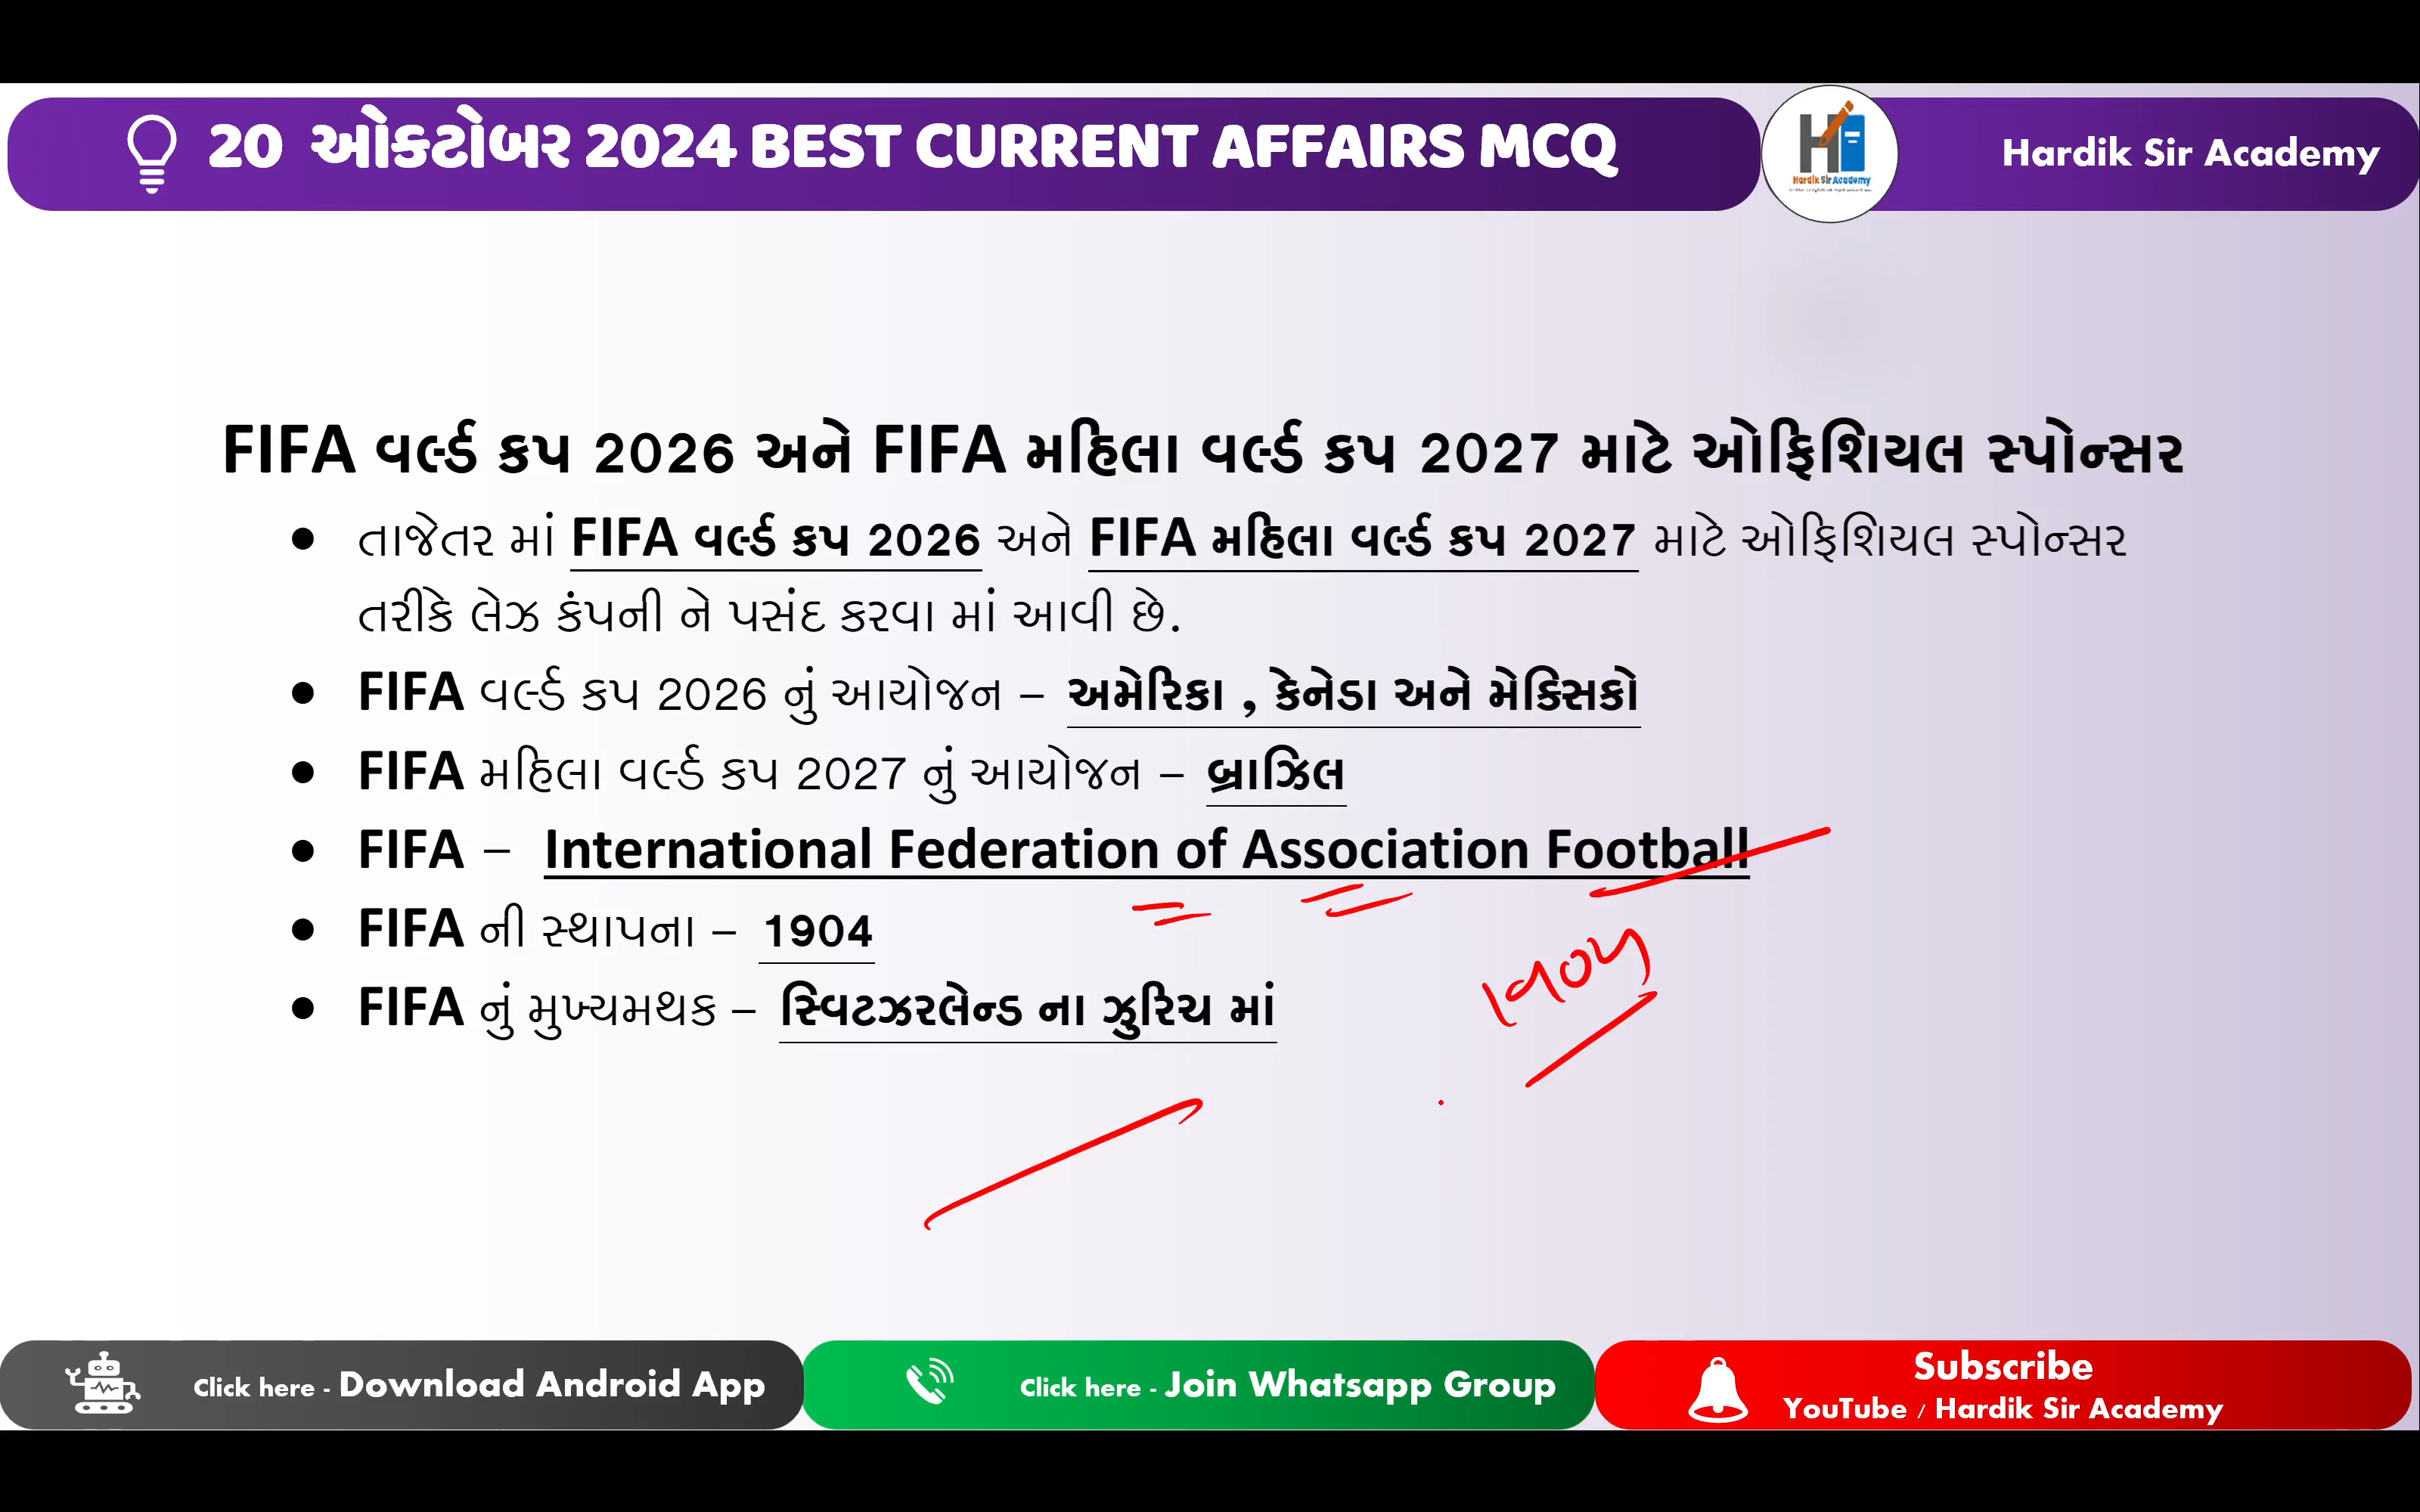 20 ઓક્ટોબર 2024 BEST CURRENT AFFAIRS MCQ
Hardik Sir Academy
Hardik Sir Academy
FIFA વર્લ્ડ કપ 2026 અને FIFA મહિલા વર્લ્ડ કપ 2027 માટે ઓફિશિયલ સ્પોન્સર
• તાજેતર માં FIFA વર્લ્ડ કપ 2026 અને FIFA મહિલા વર્લ્ડ કપ 2027 માટે ઓફિશિયલ સ્પોન્સર
તરીકે લેઝ કંપની ને પસંદ કરવા માં આવી છે.
• FIFA વર્લ્ડ કપ 2026 નું આયોજન – અમેરિકા , કેનેડા અને મેક્સિકો
• FIFA મહિલા વર્લ્ડ કપ 2027 નું આયોજન – બ્રાઝિલ
• FIFA – International Federation of Association Football
• FIFA ની સ્થાપના – 1904
• FIFA નું મુખ્યમથક – સ્વિટઝરલેન્ડ ના ઝુરિચ માં
Click here - Download Android App
Click here - Join Whatsapp Group
Subscribe
YouTube / Hardik Sir Academy